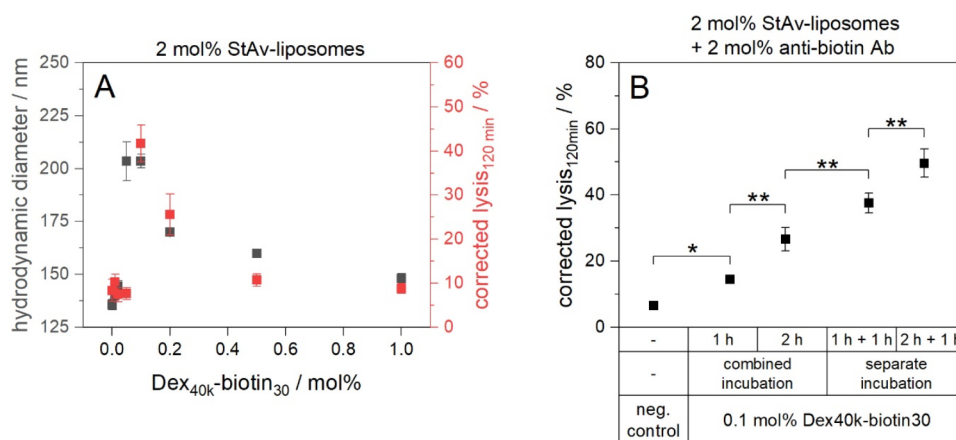 2 mol% StAv-liposomes
A
hydrodynamic diameter / nm
250
225
200
175
150
125
corrected lysis120 min / %
60
50
40
30
20
10
0
0.0 0.2 0.4 0.6 0.8 1.0
Dex40k-biotin30 / mol%
2 mol% StAv-liposomes
+ 2 mol% anti-biotin Ab
B
corrected lysis120min / %
80
60
40
20
0
*
**
**
**
- 1 h 2 h 1 h + 1 h 2 h + 1 h
- combined incubation separate incubation
neg. control 0.1 mol% Dex40k-biotin30